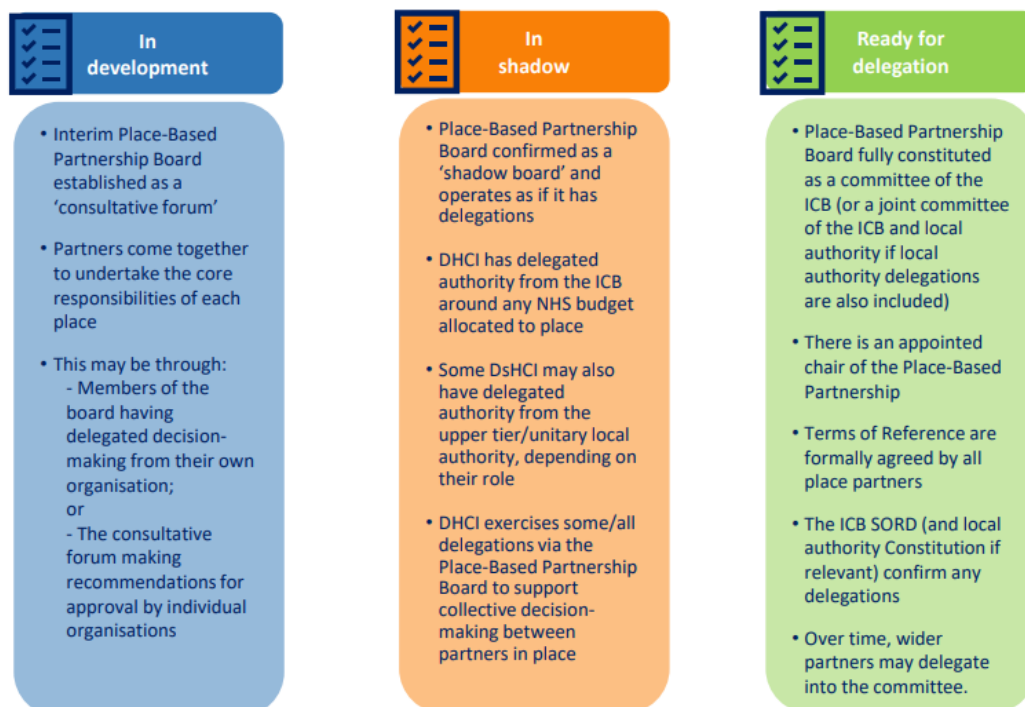 In
development
• Interim Place-Based
Partnership Board
established as a
‘consultative forum’
• Partners come together
to undertake the core
responsibilities of each
place
• This may be through:
- Members of the
board having
delegated decision-
making from their own
organisation;
or
- The consultative
forum making
recommendations for
approval by individual
organisations
In
shadow
• Place-Based Partnership
Board confirmed as a
‘shadow board’ and
operates as if it has
delegations
• DHCI has delegated
authority from the ICB
around any NHS budget
allocated to place
• Some DsHCI may also
have delegated
authority from the
upper tier/unitary local
authority, depending on
their role
• DHCI exercises some/all
delegations via the
Place-Based Partnership
Board to support
collective decision-
making between
partners in place
Ready for
delegation
• Place-Based Partnership
Board fully constituted
as a committee of the
ICB (or a joint committee
of the ICB and local
authority if local
authority delegations
are also included)
• There is an appointed
chair of the Place-Based
Partnership
• Terms of Reference are
formally agreed by all
place partners
• The ICB SORD (and local
authority Constitution if
relevant) confirm any
delegations
• Over time, wider
partners may delegate
into the committee.